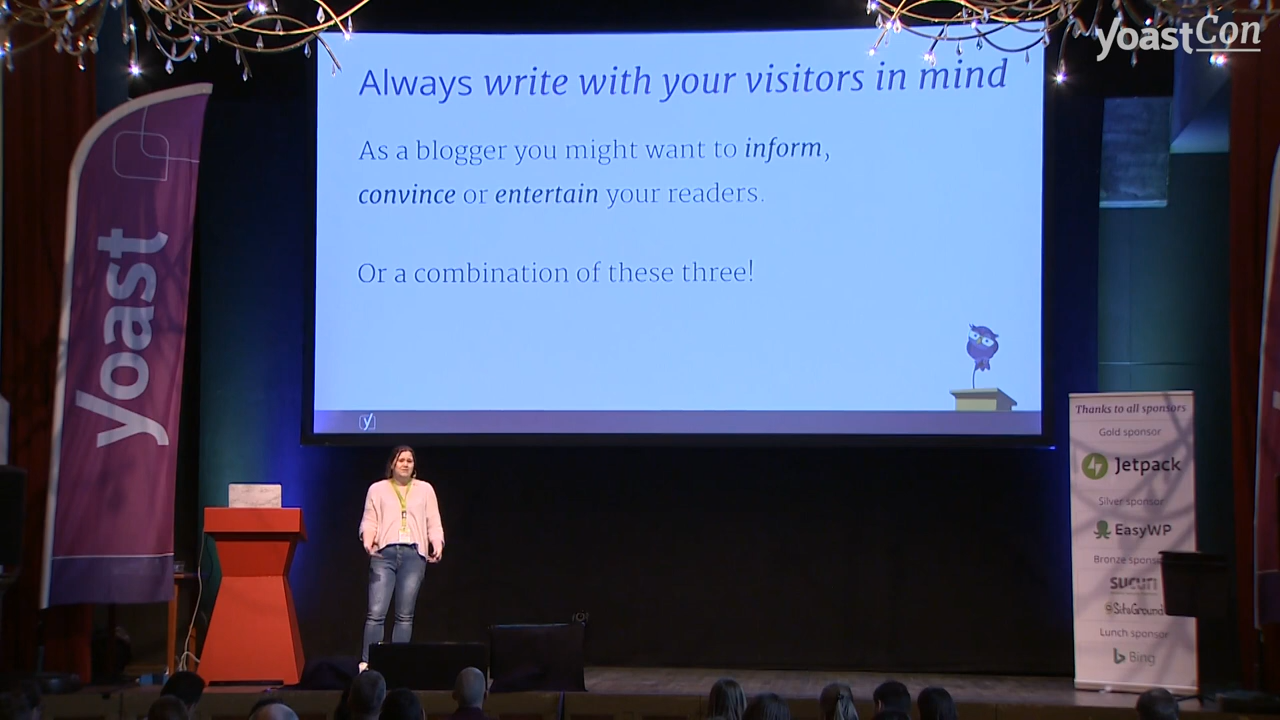 YoastCon
Always write with your visitors in mind
As a blogger you might want to inform,
convince or entertain your readers.
Or a combination of these three!
y
yoast
Thanks to all sponsors
Gold sponsor
Jetpack
Silver sponsor
EasyWP
Bronze sponsor
SUCURI
SiteGround
Lunch sponsor
Bing